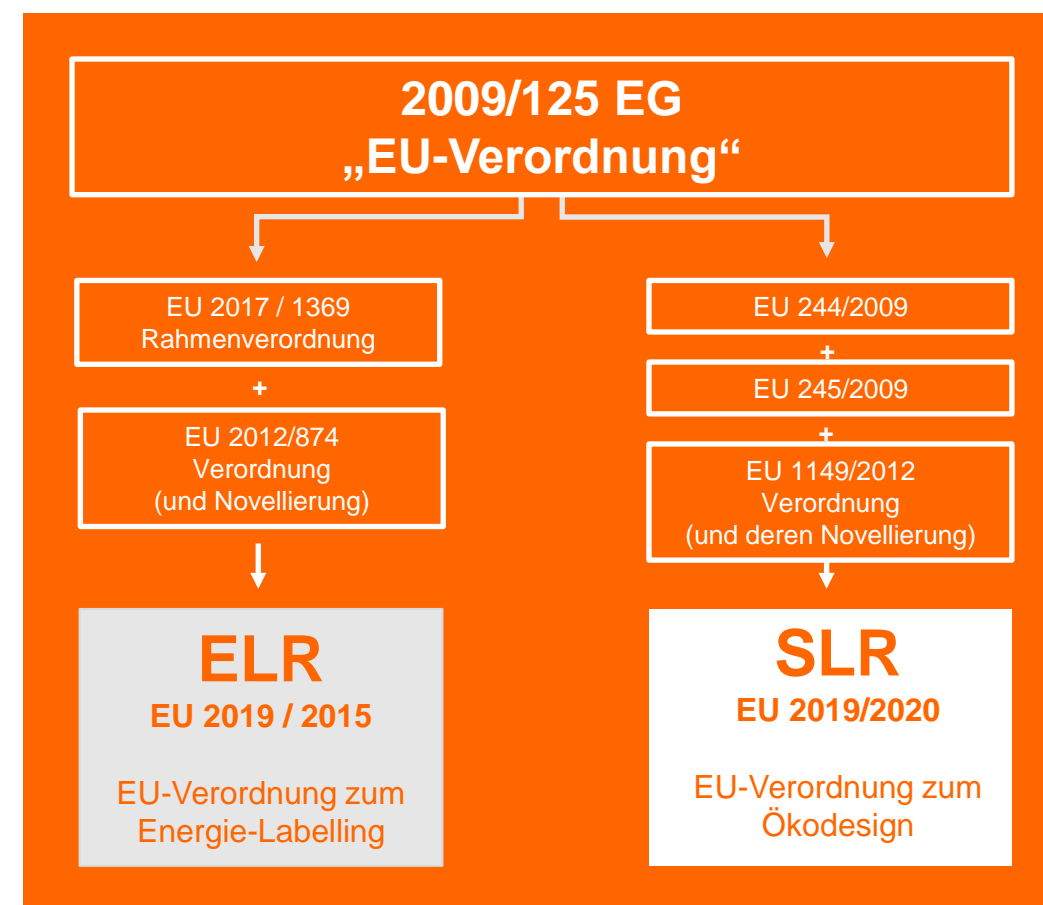 2009/125 EG
„EU-Verordnung“
EU 2017 / 1369
Rahmenverordnung
+
EU 2012/874
Verordnung
(und Novellierung)
ELR
EU 2019 / 2015
EU-Verordnung zum
Energie-Labelling
EU 244/2009
+
EU 245/2009
+
EU 1149/2012
Verordnung
(und deren Novellierung)
SLR
EU 2019/2020
EU-Verordnung zum
Ökodesign